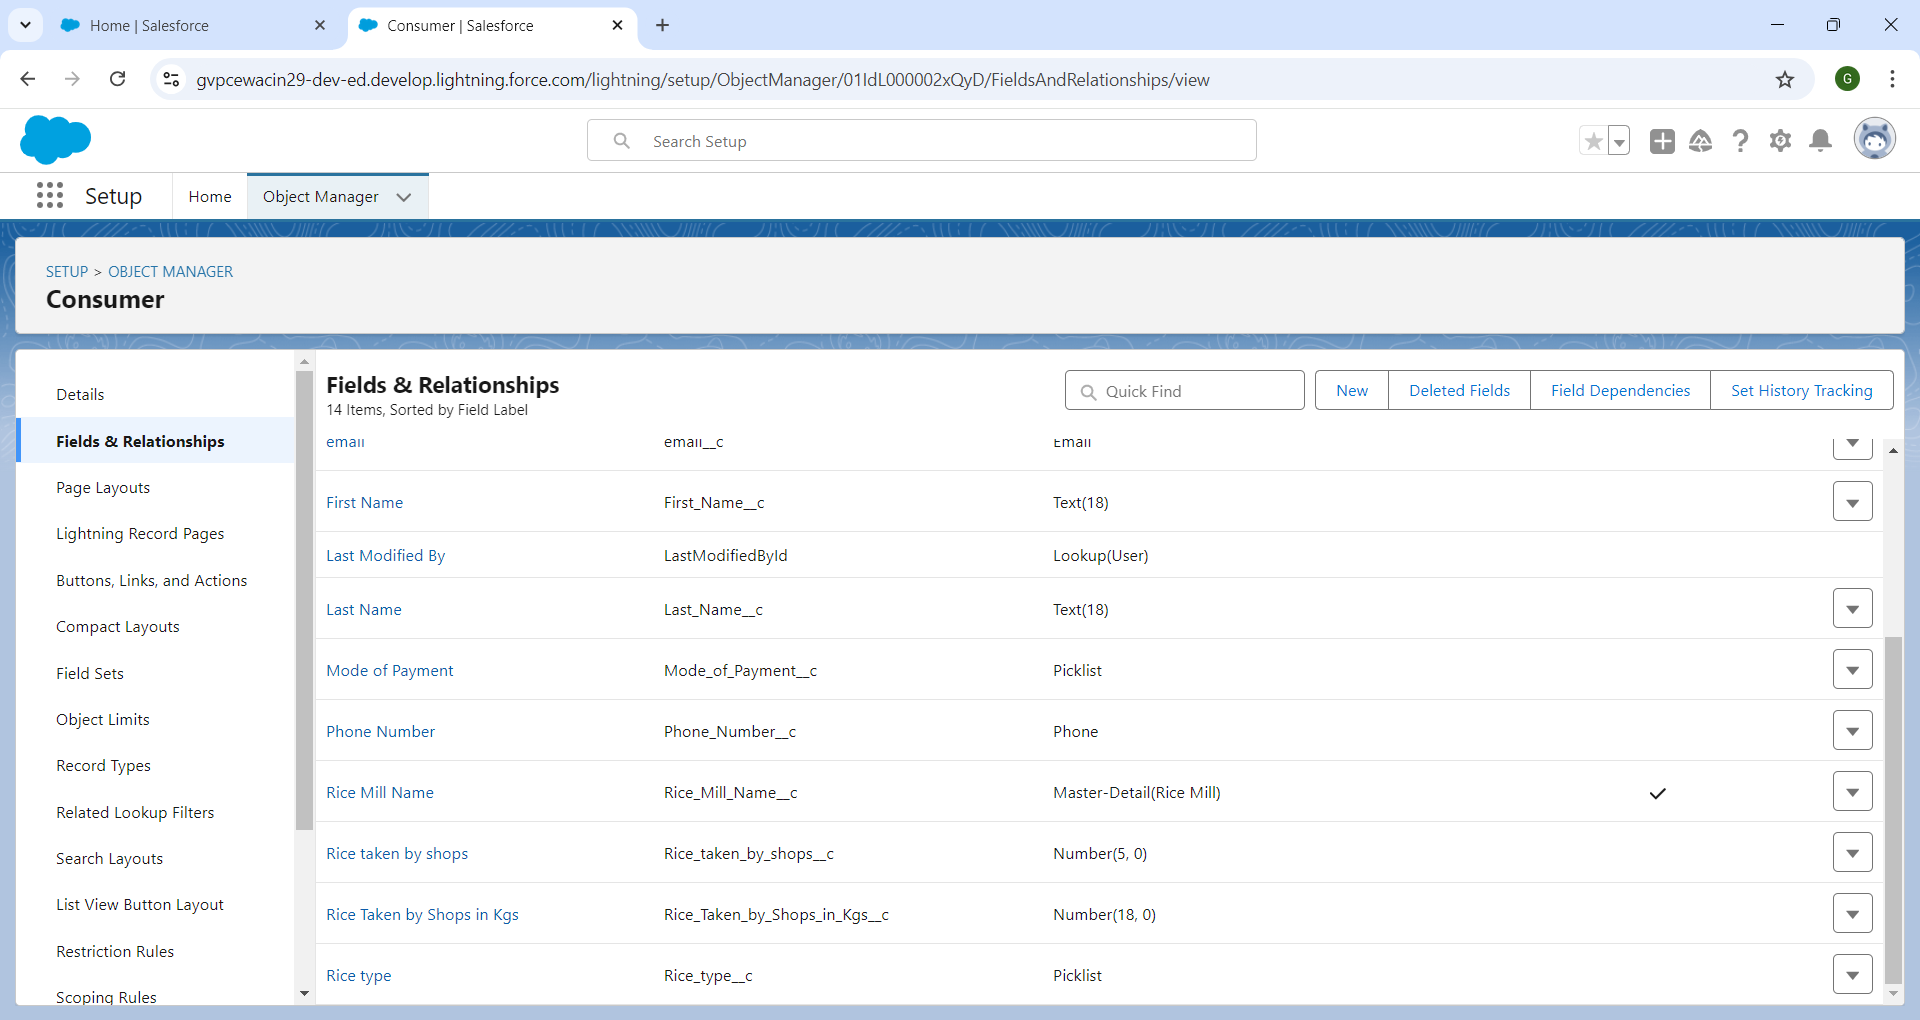 Home | Salesforce
Consumer | Salesforce
gvpcewacin29-dev-ed.develop.lightning.force.com/lightning/setup/ObjectManager/01IdL000002xQyD/FieldsAndRelationships/view
G
Search Setup
Setup
Home
Object Manager
SETUP > OBJECT MANAGER
Consumer
Details
Fields & Relationships
Page Layouts
Lightning Record Pages
Buttons, Links, and Actions
Compact Layouts
Field Sets
Object Limits
Record Types
Related Lookup Filters
Search Layouts
List View Button Layout
Restriction Rules
Scoping Rules
Fields & Relationships
14 Items, Sorted by Field Label
Quick Find
New
Deleted Fields
Field Dependencies
Set History Tracking
email email__c Email
First Name First_Name__c Text(18)
Last Modified By LastModifiedById Lookup(User)
Last Name Last_Name__c Text(18)
Mode of Payment Mode_of_Payment__c Picklist
Phone Number Phone_Number__c Phone
Rice Mill Name Rice_Mill_Name__c Master-Detail(Rice Mill)
Rice taken by shops Rice_taken_by_shops__c Number(5, 0)
Rice Taken by Shops in Kgs Rice_Taken_by_Shops_in_Kgs__c Number(18, 0)
Rice type Rice_type__c Picklist